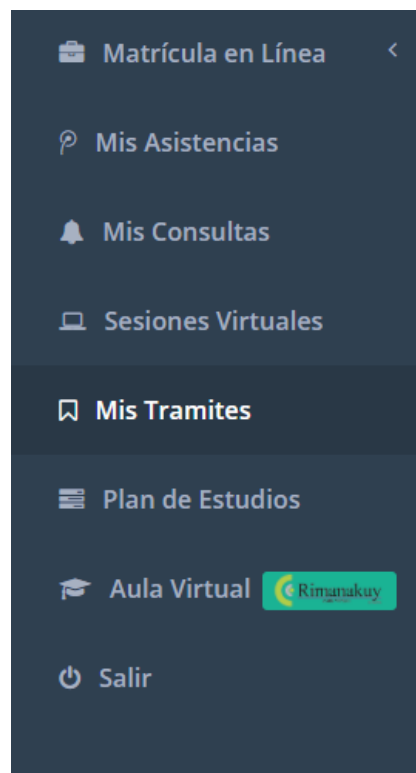 Matrícula en Línea
Mis Asistencias
Mis Consultas
Sesiones Virtuales
Mis Tramites
Plan de Estudios
Aula Virtual Rimanakuy
Salir